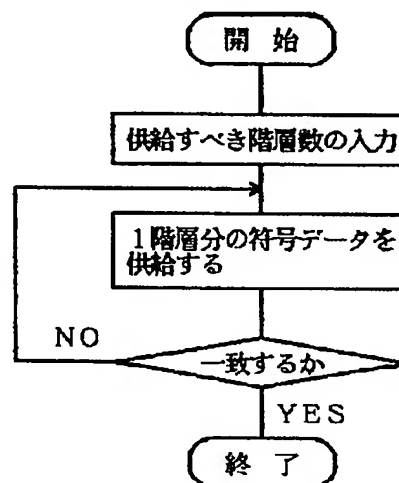 開 始
供給すべき階層数の入力
1階層分の符号データを
供給する
一致するか
NO
YES
終 了